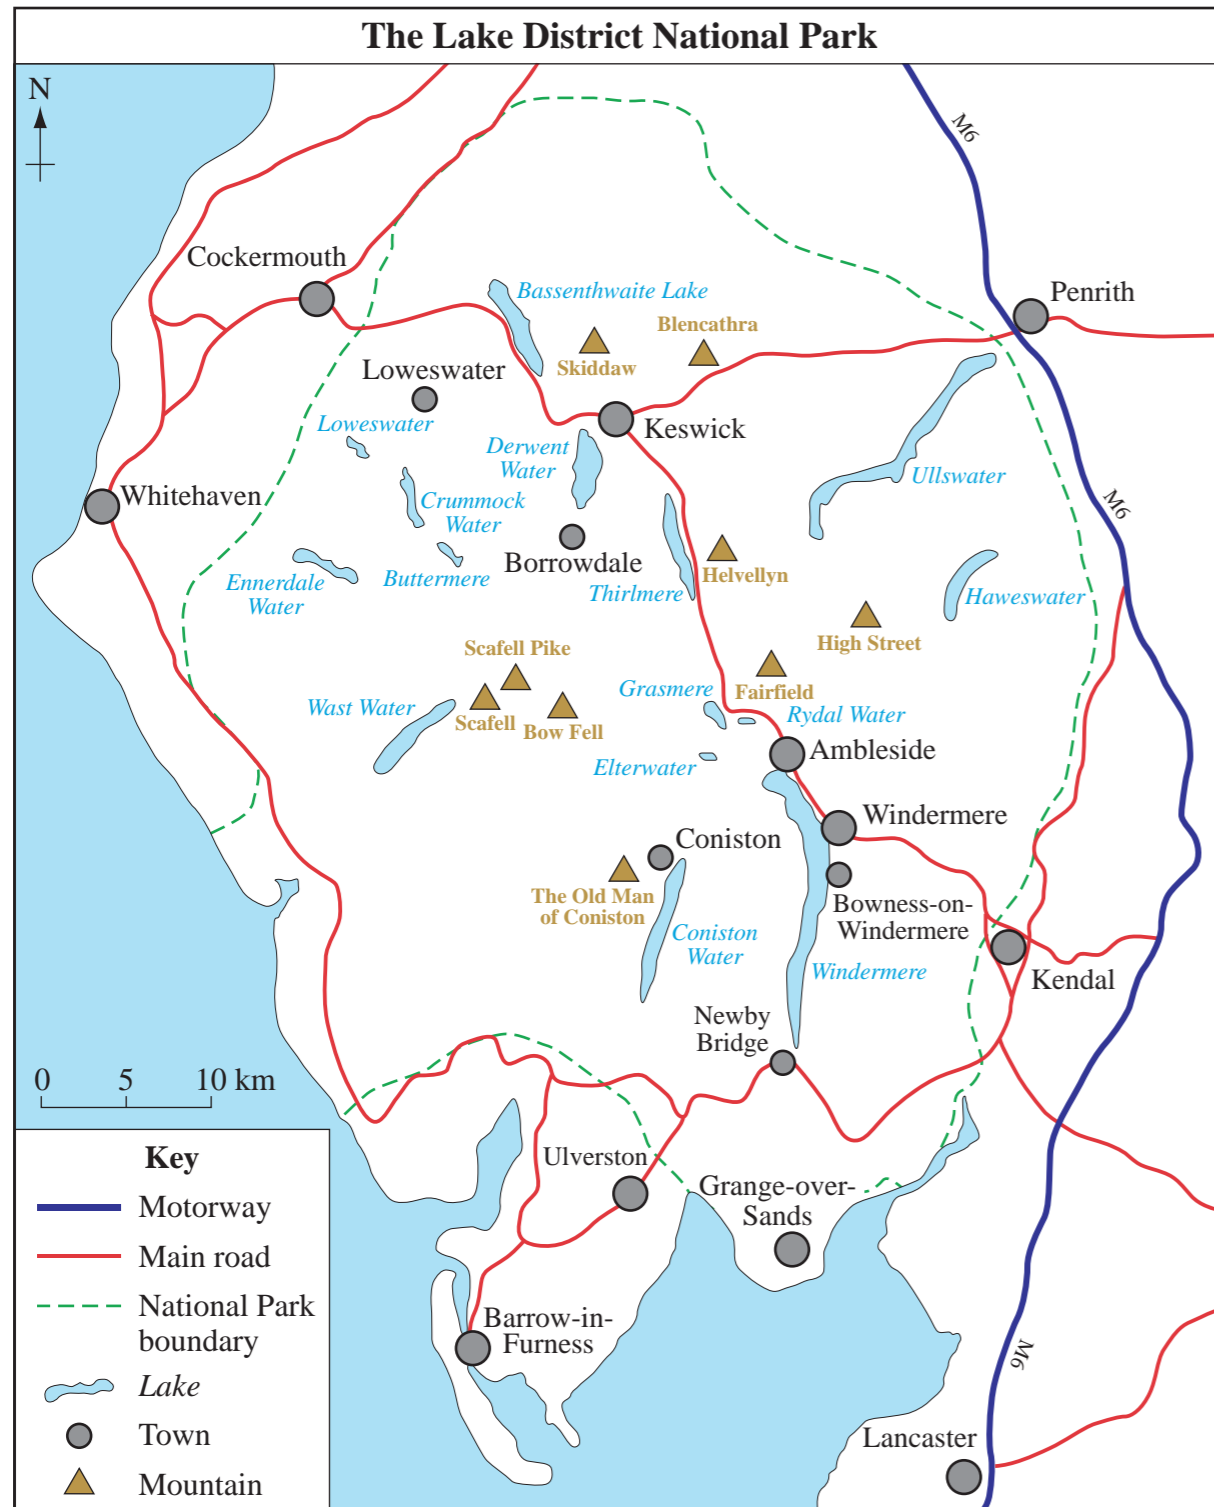 The Lake District National Park
N
M6
Cockermouth
Bassenthwaite Lake
Penrith
Blencathra
Skiddaw
Loweswater
Loweswater
Keswick
Derwent
Water
Ullswater
Whitehaven
Crummock
Water
M6
Borrowdale
Buttermere
Ennerdale
Water
Thirlmere
Helvellyn
Haweswater
High Street
Scafell Pike
Grasmere
Fairfield
Wast Water
Scafell
Bow Fell
Rydal Water
Ambleside
Elterwater
Windermere
Coniston
The Old Man
of Coniston
Bowness-on-
Windermere
Coniston
Water
Windermere
Kendal
Newby
Bridge
0 5 10 km
Ulverston
Grange-over-
Sands
Barrow-in-
Furness
M6
Lancaster
Key
Motorway
Main road
National Park
boundary
Lake
Town
Mountain